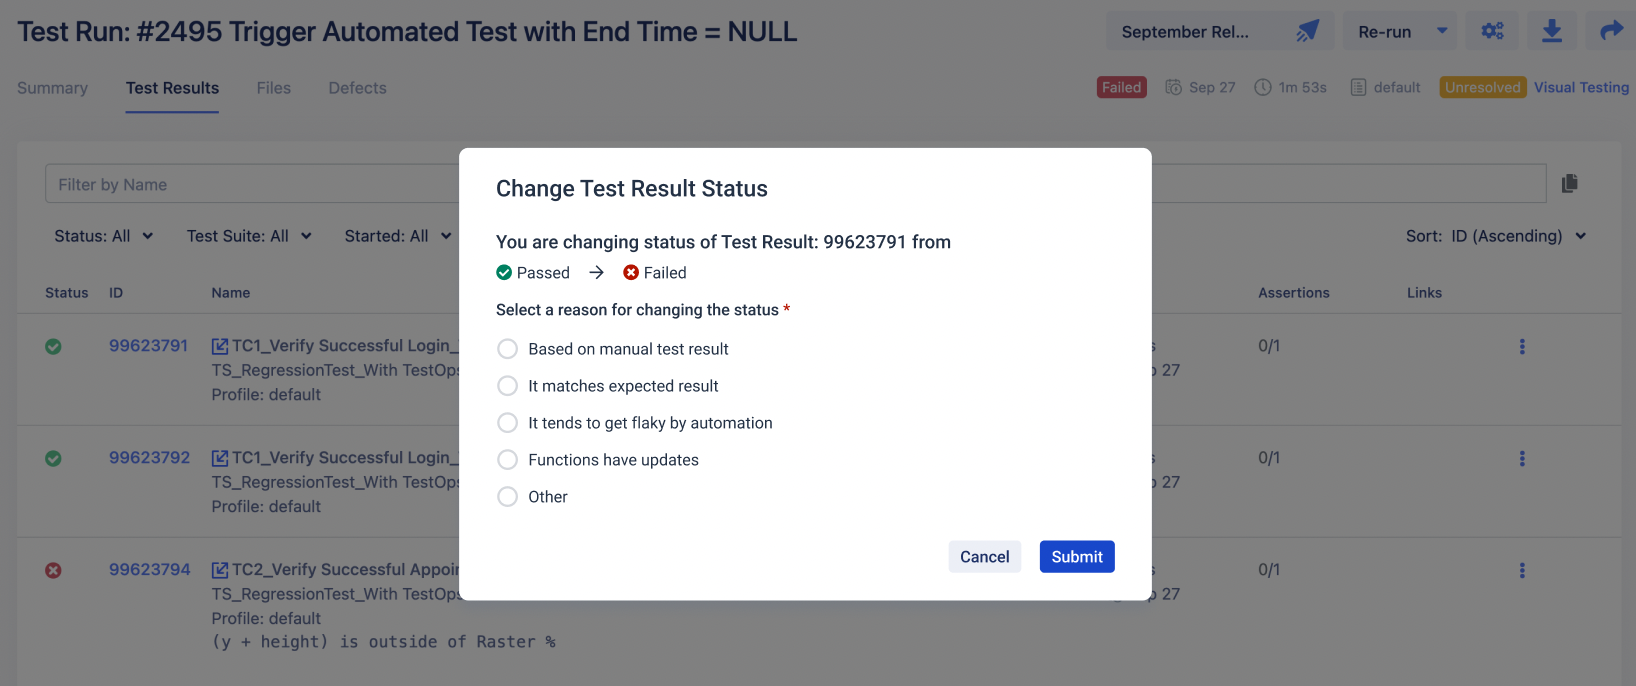 Test Run: #2495 Trigger Automated Test with End Time = NULL
September Rel...
Re-run
Summary
Test Results
Files
Defects
Failed
Sep 27
1m 53s
default
Unresolved
Visual Testing
Filter by Name
Status: All
Test Suite: All
Started: All
Sort: ID (Ascending)
Status
ID
Name
Assertions
Links
99623791
TC1_Verify Successful Login_
TS_RegressionTest_With TestOps
Profile: default
27
0/1
99623792
TC1_Verify Successful Login_
TS_RegressionTest_With TestOps
Profile: default
27
0/1
99623794
TC2_Verify Successful Appoin
TS_RegressionTest_With TestOps
Profile: default
(y + height) is outside of Raster %
27
0/1
Change Test Result Status
You are changing status of Test Result: 99623791 from
Passed → Failed
Select a reason for changing the status *
Based on manual test result
It matches expected result
It tends to get flaky by automation
Functions have updates
Other
Cancel
Submit